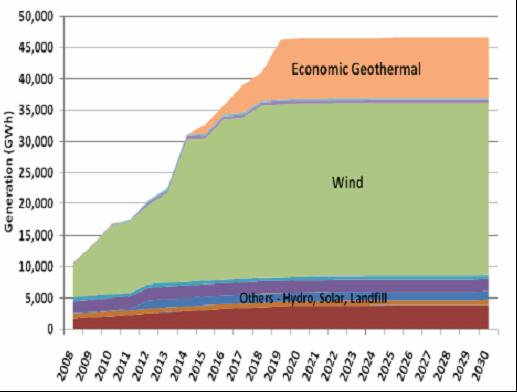 50,000
45,000
40,000
35,000
30,000
25,000
20,000
15,000
10,000
5,000
0
Generation (GWh)
Economic Geothermal
Wind
Others - Hydro, Solar, Landfill
2008 2009 2010 2011 2012 2013 2014 2015 2016 2017 2018 2019 2020 2021 2022 2023 2024 2025 2026 2027 2028 2029 2030